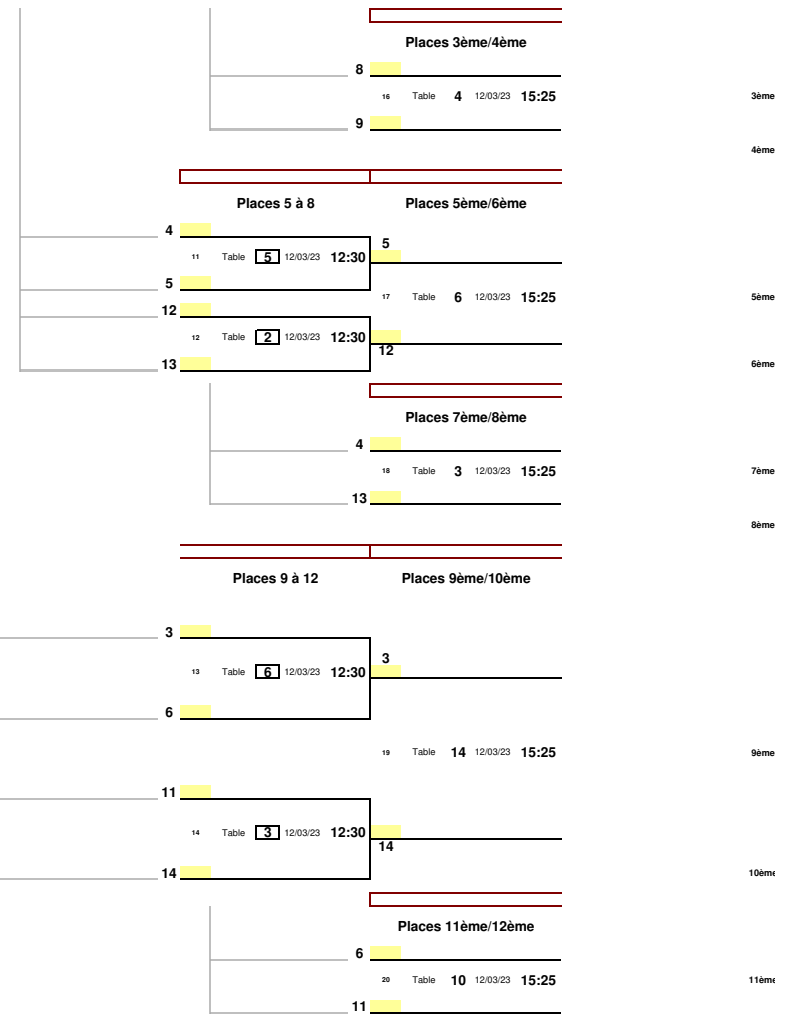 Places 3ème/4ème
8
16 Table 4 12/03/23 15:25 3ème
9
4ème
Places 5 à 8 Places 5ème/6ème
4
5
11 Table 5 12/03/23 12:30
5
17 Table 6 12/03/23 15:25 5ème
12
12 Table 2 12/03/23 12:30
12
13
6ème
Places 7ème/8ème
4
18 Table 3 12/03/23 15:25 7ème
13
8ème
Places 9 à 12 Places 9ème/10ème
3
3
13 Table 6 12/03/23 12:30
6
19 Table 14 12/03/23 15:25 9ème
11
14 Table 3 12/03/23 12:30
14
14
10ème
Places 11ème/12ème
6
20 Table 10 12/03/23 15:25 11ème
11